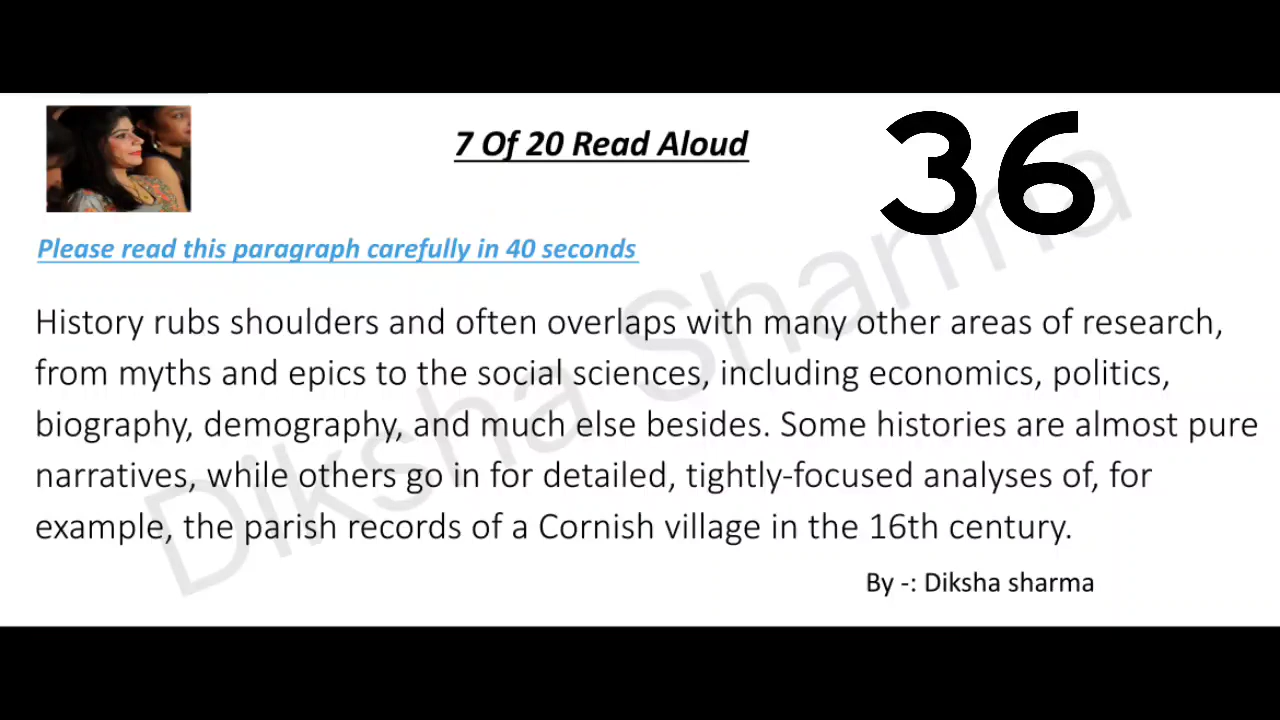 7 Of 20 Read Aloud
36
Please read this paragraph carefully in 40 seconds
History rubs shoulders and often overlaps with many other areas of research,
from myths and epics to the social sciences, including economics, politics,
biography, demography, and much else besides. Some histories are almost pure
narratives, while others go in for detailed, tightly-focused analyses of, for
example, the parish records of a Cornish village in the 16th century.
By -: Diksha sharma
Diksha Sharma